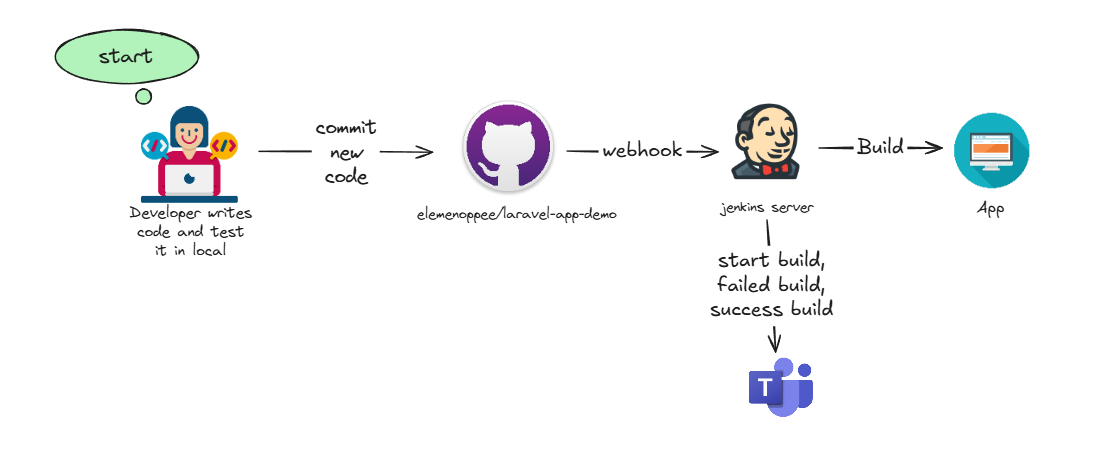 start
commit
new
code
webhook
Build
Developer writes
code and test
it in local
elemenoppee/laravel-app-demo
jenkins server
App
start build,
failed build,
success build
T